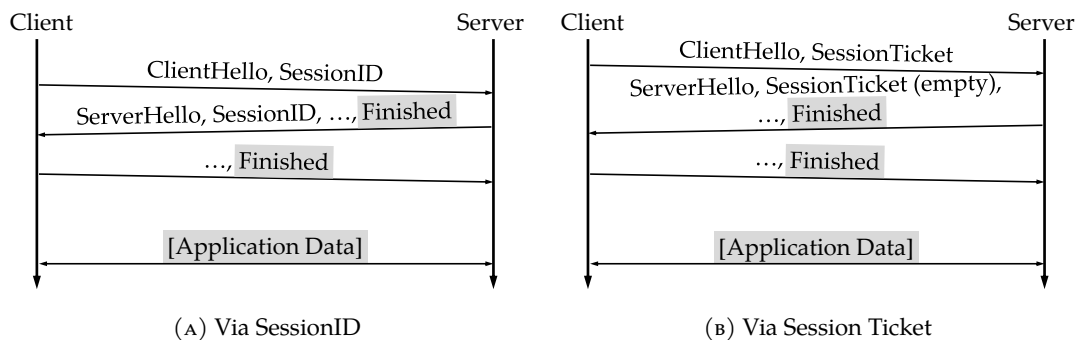 Client Server
ClientHello, SessionID
ServerHello, SessionID, ..., Finished
..., Finished
[Application Data]
(A) Via SessionID
Client Server
ClientHello, SessionTicket
ServerHello, SessionTicket (empty),
..., Finished
..., Finished
[Application Data]
(B) Via Session Ticket